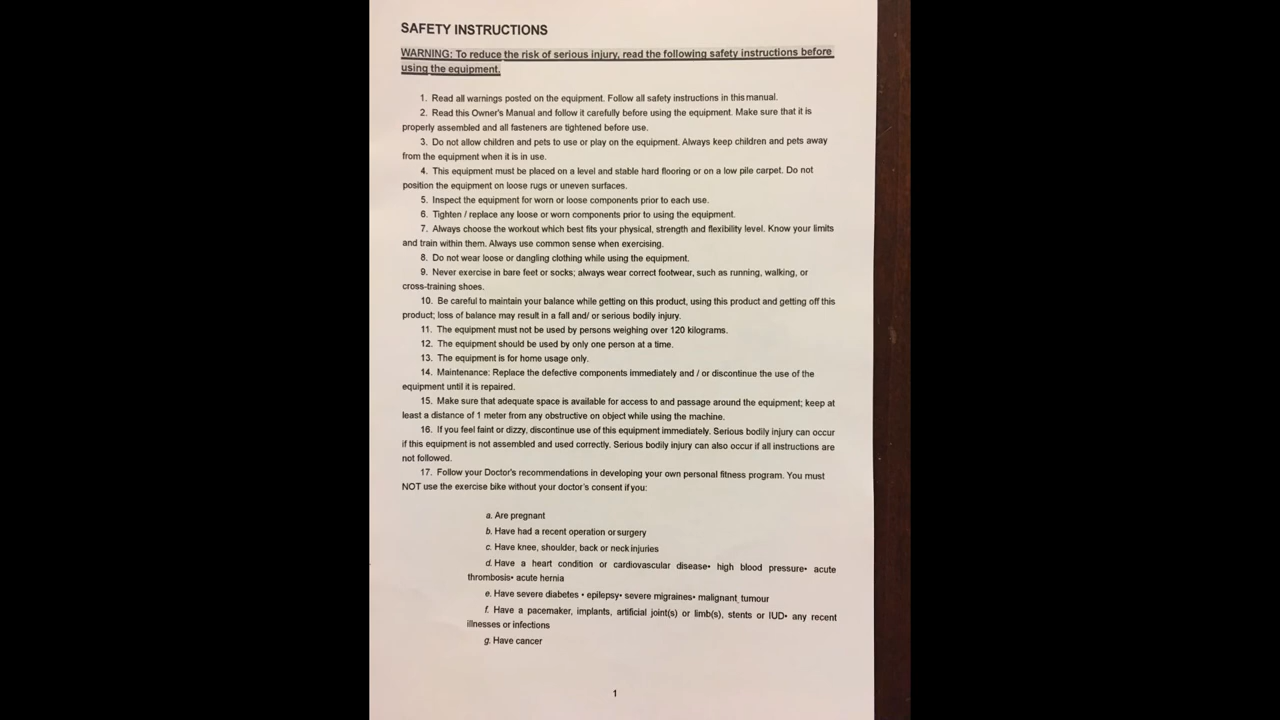 SAFETY INSTRUCTIONS
WARNING: To reduce the risk of serious injury, read the following safety instructions before
using the equipment.
1. Read all warnings posted on the equipment. Follow all safety instructions in this manual.
2. Read this Owner's Manual and follow it carefully before using the equipment. Make sure that it is
properly assembled and all fasteners are tightened before use.
3. Do not allow children and pets to use or play on the equipment. Always keep children and pets away
from the equipment when it is in use.
4. This equipment must be placed on a level and stable hard flooring or on a low pile carpet. Do not
position the equipment on loose rugs or uneven surfaces.
5. Inspect the equipment for worn or loose components prior to each use.
6. Tighten / replace any loose or worn components prior to using the equipment.
7. Always choose the workout which best fits your physical, strength and flexibility level. Know your limits
and train within them. Always use common sense when exercising.
8. Do not wear loose or dangling clothing while using the equipment.
9. Never exercise in bare feet or socks; always wear correct footwear, such as running, walking, or
cross-training shoes.
10. Be careful to maintain your balance while getting on this product, using this product and getting off this
product; loss of balance may result in a fall and/ or serious bodily injury.
11. The equipment must not be used by persons weighing over 120 kilograms.
12. The equipment should be used by only one person at a time.
13. The equipment is for home usage only.
14. Maintenance: Replace the defective components immediately and / or discontinue the use of the
equipment until it is repaired.
15. Make sure that adequate space is available for access to and passage around the equipment; keep at
least a distance of 1 meter from any obstructive on object while using the machine.
16. If you feel faint or dizzy, discontinue use of this equipment immediately. Serious bodily injury can occur
if this equipment is not assembled and used correctly. Serious bodily injury can also occur if all instructions are
not followed.
17. Follow your Doctor's recommendations in developing your own personal fitness program. You must
NOT use the exercise bike without your doctor's consent if you:
a. Are pregnant
b. Have had a recent operation or surgery
c. Have knee, shoulder, back or neck injuries
d. Have a heart condition or cardiovascular disease• high blood pressure• acute
thrombosis• acute hernia
e. Have severe diabetes • epilepsy• severe migraines• malignant tumour
f. Have a pacemaker, implants, artificial joint(s) or limb(s), stents or IUD• any recent
illnesses or infections
g. Have cancer
1